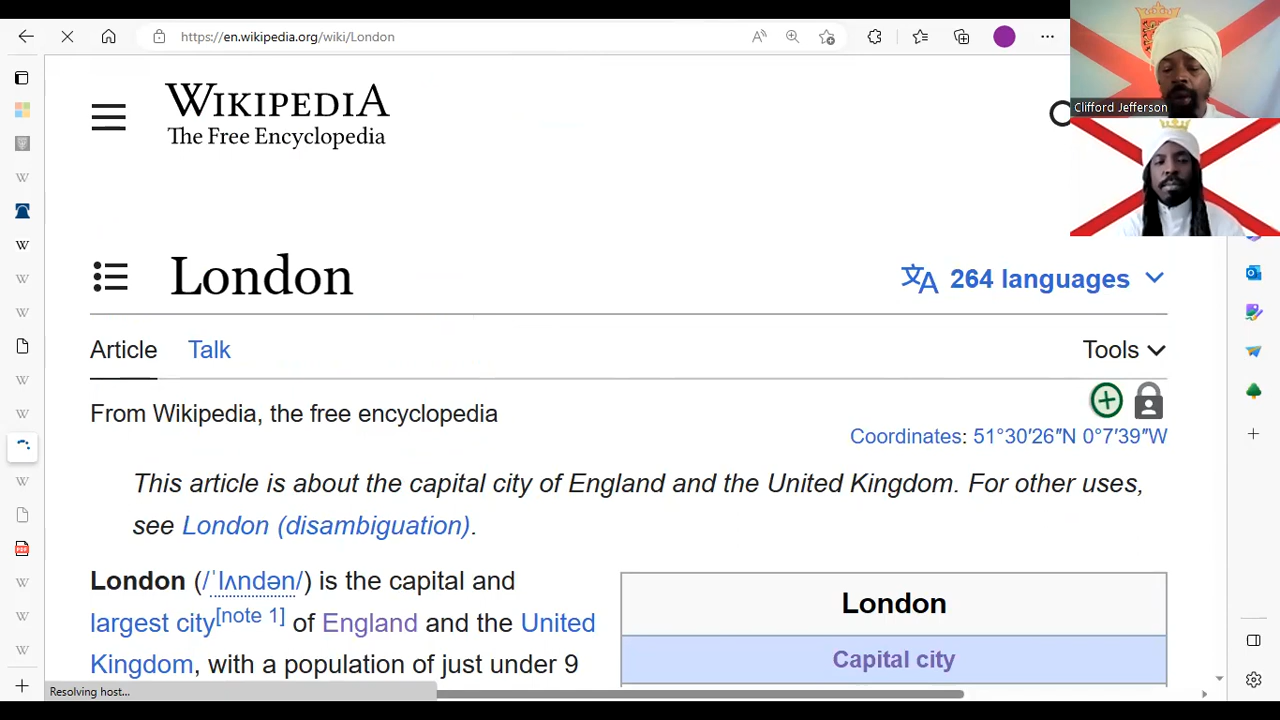 https://en.wikipedia.org/wiki/London
WIKIPEDIA
The Free Encyclopedia
Clifford Jefferson
London
264 languages
Article Talk Tools
From Wikipedia, the free encyclopedia
Coordinates: 51°30′26″N 0°7′39″W
This article is about the capital city of England and the United Kingdom. For other uses,
see London (disambiguation).
London (/ˈlʌndən/) is the capital and
largest city[note 1] of England and the United
Kingdom, with a population of just under 9
London
Capital city
Resolving host...